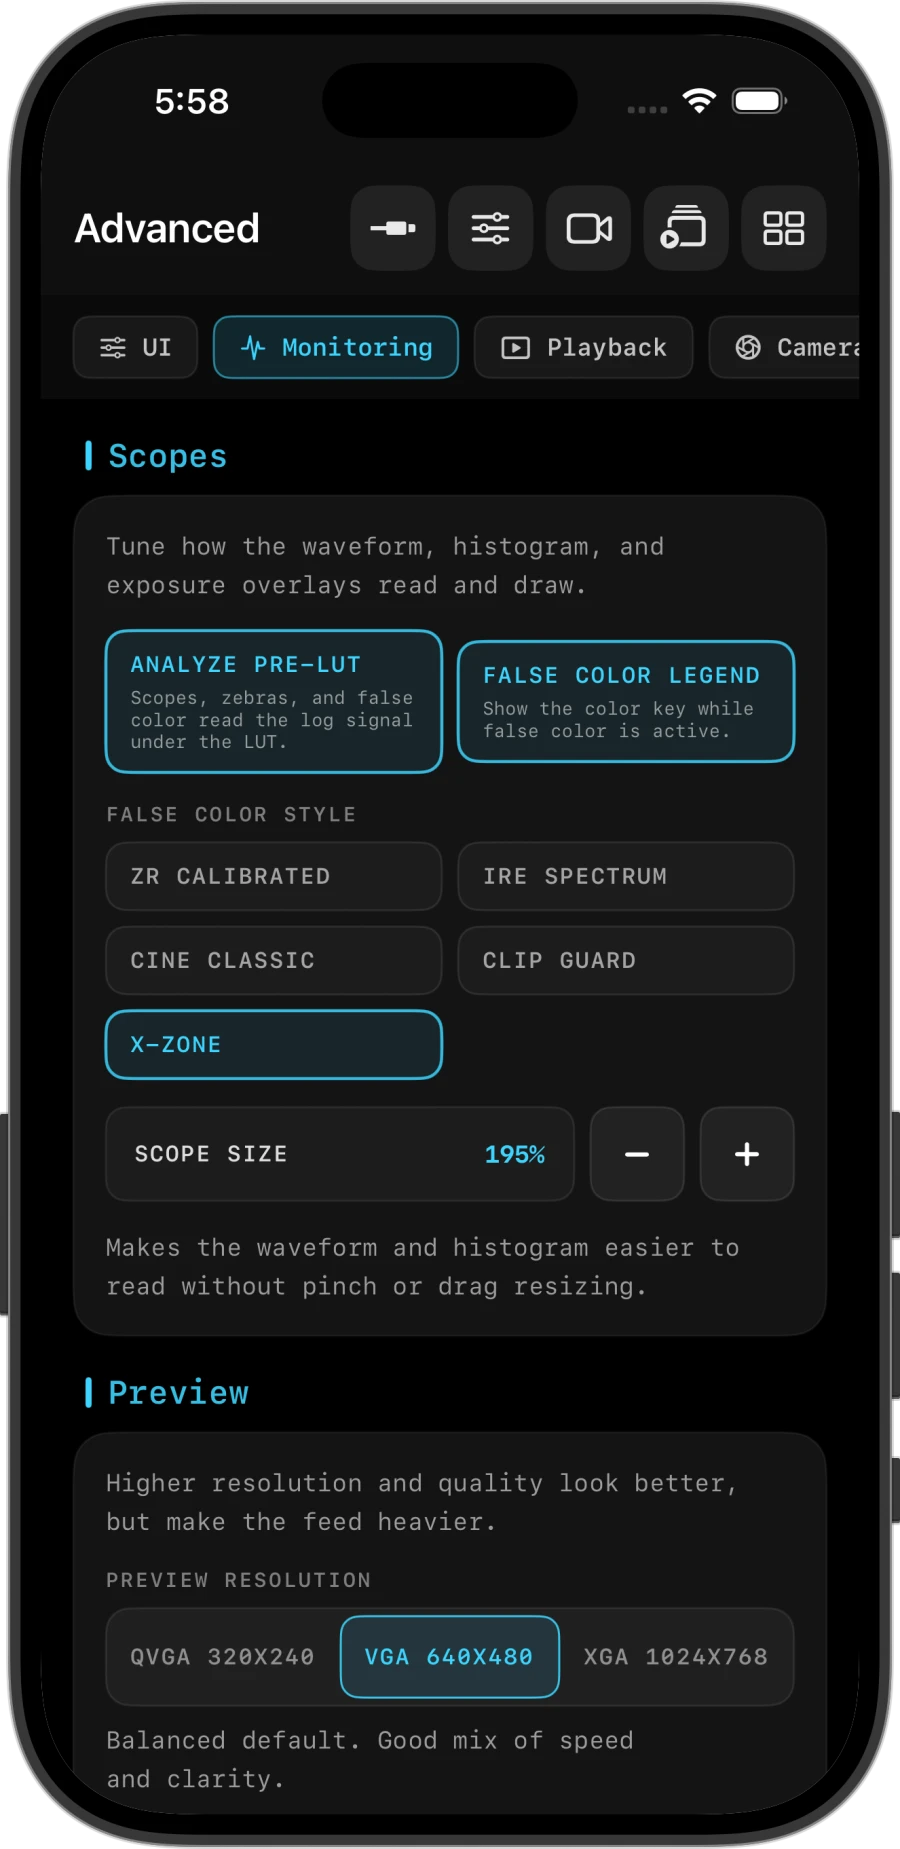 5:58
Advanced
UI
Monitoring
Playback
Camera
Scopes
Tune how the waveform, histogram, and
exposure overlays read and draw.
ANALYZE PRE-LUT
Scopes, zebras, and false
color read the log signal
under the LUT.
FALSE COLOR LEGEND
Show the color key while
false color is active.
FALSE COLOR STYLE
ZR CALIBRATED
IRE SPECTRUM
CINE CLASSIC
CLIP GUARD
X-ZONE
SCOPE SIZE
195%
Makes the waveform and histogram easier to
read without pinch or drag resizing.
Preview
Higher resolution and quality look better,
but make the feed heavier.
PREVIEW RESOLUTION
QVGA 320X240
VGA 640X480
XGA 1024X768
Balanced default. Good mix of speed
and clarity.